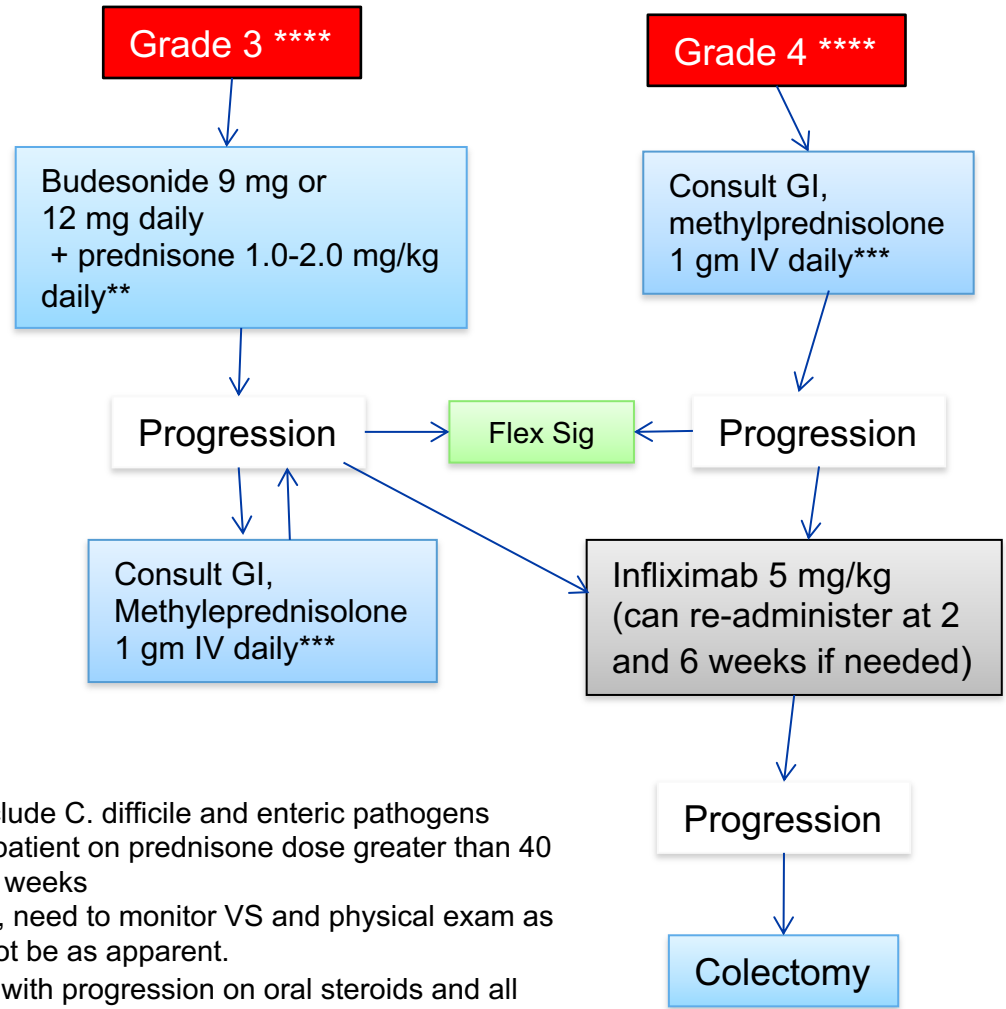 Grade 3 ****
Grade 4 ****
Budesonide 9 mg or
12 mg daily
+ prednisone 1.0-2.0 mg/kg
daily**
Consult GI,
methylprednisolone
1 gm IV daily***
Progression
Flex Sig
Progression
Consult GI,
Methyleprednisolone
1 gm IV daily***
Infliximab 5 mg/kg
(can re-administer at 2
and 6 weeks if needed)
Progression
Colectomy
lude C. difficile and enteric pathogens
patient on prednisone dose greater than 40
weeks
, need to monitor VS and physical exam as
ot be as apparent.
with progression on oral steroids and all